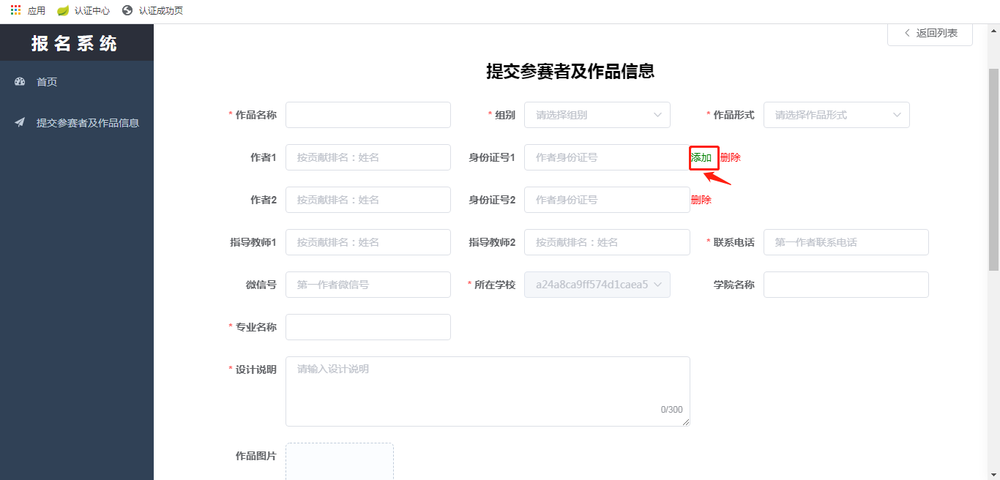 应用 认证中心 认证成功页
报名系统
首页
提交参赛者及作品信息
返回列表
提交参赛者及作品信息
* 作品名称 * 组别 请选择组别 * 作品形式 请选择作品形式
作者1 按贡献排名：姓名 身份证号1 作者身份证号 添加 删除
作者2 按贡献排名：姓名 身份证号2 作者身份证号 删除
指导教师1 按贡献排名：姓名 指导教师2 按贡献排名：姓名 * 联系电话 第一作者联系电话
微信号 第一作者微信号 * 所在学校 a24a8ca9ff574d1caea5 学院名称
* 专业名称
* 设计说明 请输入设计说明
0/300
作品图片